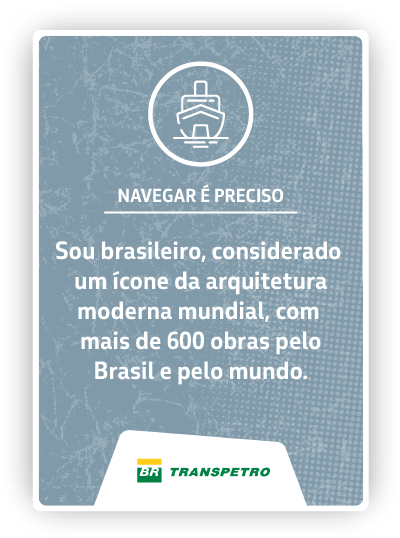 NAVEGAR É PRECISO
Sou brasileiro, considerado
um ícone da arquitetura
moderna mundial, com
mais de 600 obras pelo
Brasil e pelo mundo.
BR TRANSPETRO